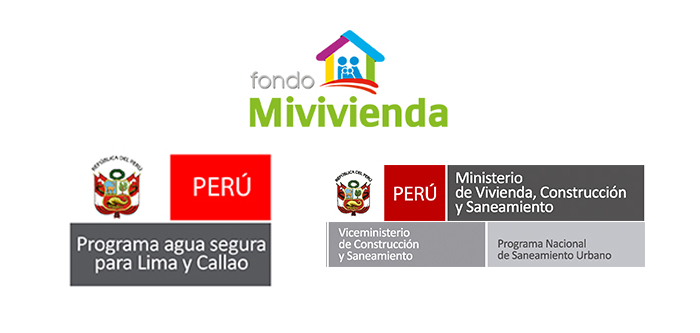 fondo
Mivivienda
REPÚBLICA DEL PERÚ
PERÚ
Programa agua segura
para Lima y Callao
REPÚBLICA DEL PERÚ
PERÚ
Ministerio
de Vivienda, Construcción
y Saneamiento
Viceministerio
de Construcción
y Saneamiento
Programa Nacional
de Saneamiento Urbano